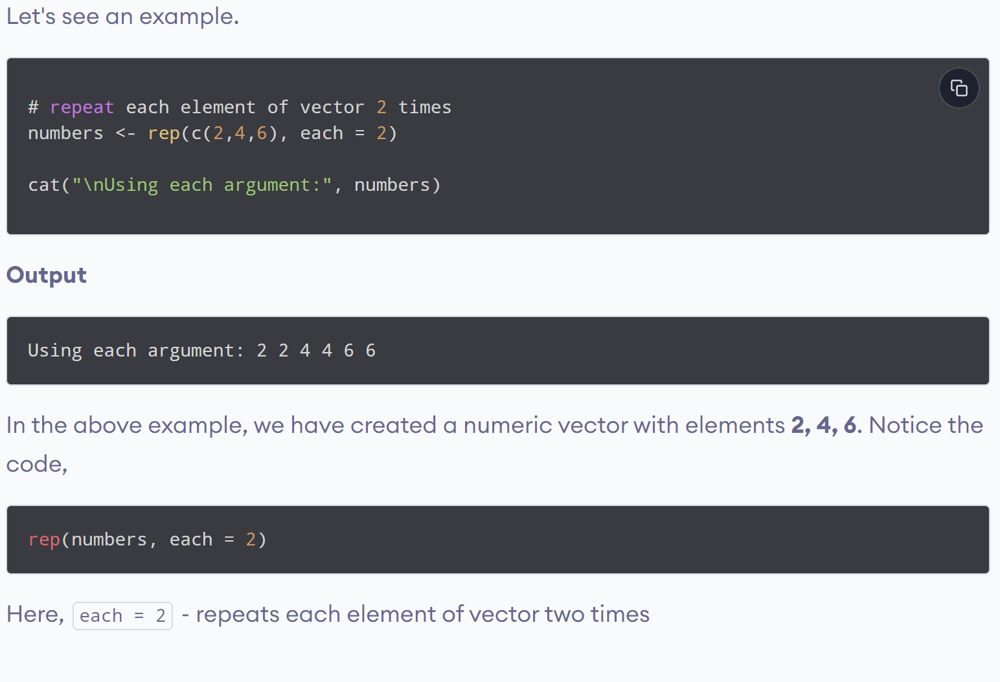 Let's see an example.
# repeat each element of vector 2 times
numbers <- rep(c(2,4,6), each = 2)
cat("\nUsing each argument:", numbers)
Output
Using each argument: 2 2 4 4 6 6
In the above example, we have created a numeric vector with elements 2, 4, 6. Notice the
code,
rep(numbers, each = 2)
Here, each = 2 - repeats each element of vector two times